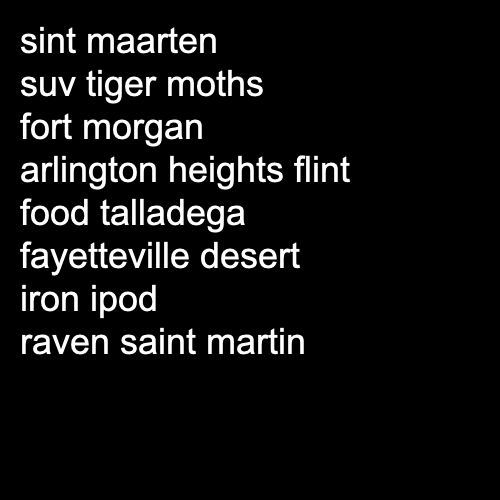 sint maarten
suv tiger moths
fort morgan
arlington heights flint
food talladega
fayetteville desert
iron ipod
raven saint martin